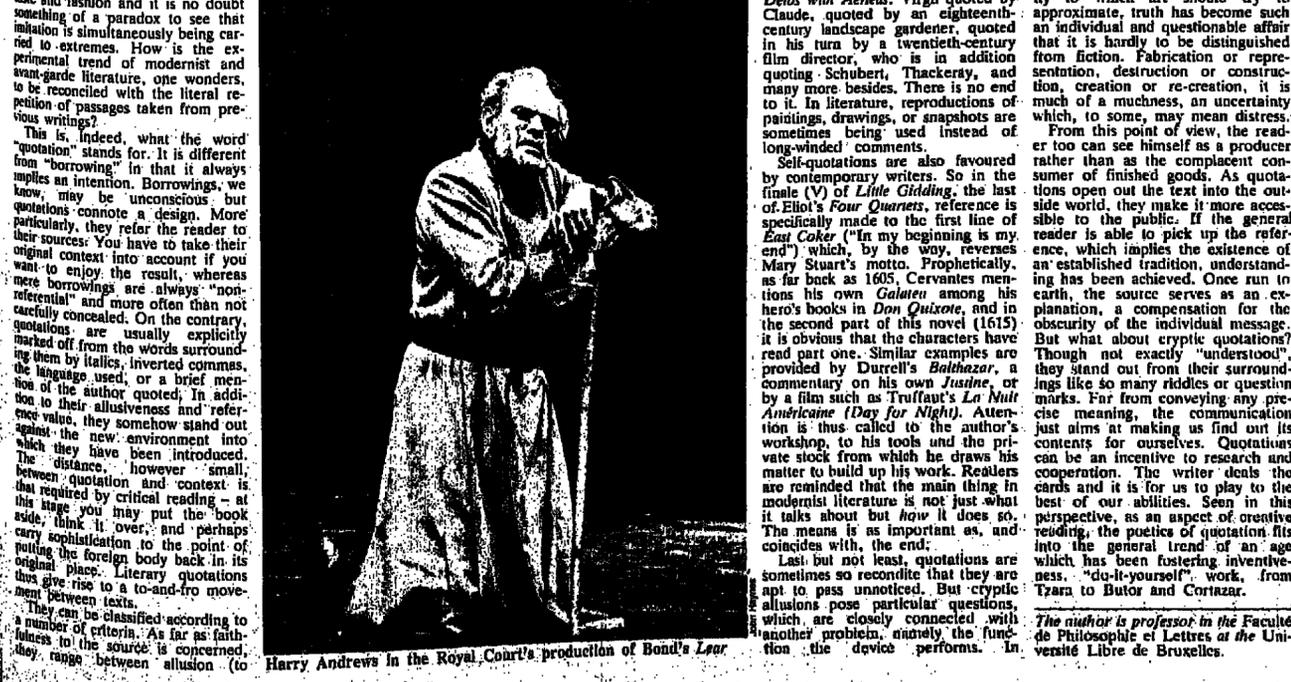 taste and fashion and it is no doubt
something of a paradox to see that
imitation is simultaneously being car-
ried to extremes. How is the ex-
perimental trend of modernist and
avant-garde literature, one wonders,
to be reconciled with the literal re-
petition of passages taken from pre-
vious writings?
This is, indeed, what the word
"quotation" stands for. It is different
from "borrowing" in that it always
implies an intention. Borrowings, we
know, may be unconscious but
quotations connote a design. More
particularly, they refer the reader to
their sources: You have to take their
original context into account if you
want to enjoy the result, whereas
mere borrowings are always "non-
referential" and more often than not
carefully concealed. On the contrary,
quotations are usually explicitly
marked off from the words surround-
ing them by italics, inverted commas,
the language used, or a brief men-
tion of the author quoted. In addi-
tion to their allusiveness and refer-
ence value, they somehow stand out
against the new environment into
which they have been introduced.
The distance, however small,
between quotation and context is
that required by critical reading – at
this stage you may put the book
aside, think it over, and perhaps
carry sophistication to the point of
putting the foreign body back in its
original place. Literary quotations
thus give rise to a to-and-fro move-
ment between texts.
They can be classified according to
a number of criteria. As far as faith-
fulness to the source is concerned,
they range between allusion (to
Harry Andrews in the Royal Court's production of Bond's Lear
Delos with Aeneus. Virgil quoted by
Claude, quoted by an eighteenth-
century landscape gardener, quoted
in his turn by a twentieth-century
film director, who is in addition
quoting Schubert, Thackeray, and
many more besides. There is no end
to it. In literature, reproductions of
paintings, drawings, or snapshots are
sometimes being used instead of
long-winded comments.
Self-quotations are also favoured
by contemporary writers. So in the
finale (V) of Little Gidding, the last
of Eliot's Four Quartets, reference is
specifically made to the first line of
East Coker ("In my beginning is my
end") which, by the way, reverses
Mary Stuart's motto. Prophetically,
as far back as 1605, Cervantes men-
tions his own Galatea among his
hero's books in Don Quixote, and in
the second part of this novel (1615)
it is obvious that the characters have
read part one. Similar examples are
provided by Durrell's Balthazar, a
commentary on his own Jusine, or
by a film such as Truffaut's La Nuit
Américaine (Day for Night). Atten-
tion is thus called to the author's
workshop, to his tools und the pri-
vate stock from which he draws his
matter to build up his work. Readers
are reminded that the main thing in
modernist literature is not just what
it talks about but how it does so.
The means is as important as, and
coincides with, the end.
Last but not least, quotations are
sometimes so recondite that they are
apt to pass unnoticed. But cryptic
allusions pose particular questions,
which are closely connected with
another problem, namely the func-
tion the device performs. In
approximate, truth has become such
an individual and questionable affair
that it is hardly to be distinguished
from fiction. Fabrication or repre-
sentation, destruction or construc-
tion, creation or re-creation, it is
much of a muchness, an uncertainty
which, to some, may mean distress.
From this point of view, the read-
er too can see himself as a producer
rather than as the complacent con-
sumer of finished goods. As quota-
tions open out the text into the out-
side world, they make it more acces-
sible to the public. If the general
reader is able to pick up the refer-
ence, which implies the existence of
an established tradition, understand-
ing has been achieved. Once run to
earth, the source serves as an ex-
planation, a compensation for the
obscurity of the individual message.
But what about cryptic quotations?
Though not exactly "understood",
they stand out from their surround-
ings like so many riddles or question
marks. Far from conveying any pre-
cise meaning, the communication
just aims at making us find out its
contents for ourselves. Quotations
can be an incentive to research and
cooperation. The writer deals the
cards and it is for us to play to the
best of our abilities. Seen in this
perspective, as an aspect of creative
reading, the poetics of quotation fits
into the general trend of an age
which has been fostering inventive-
ness, "do-it-yourself" work, from
Tzara to Butor and Cortazar.
The author is professor in the Faculté
de Philosophie et Lettres at the Uni-
versité Libre de Bruxelles.